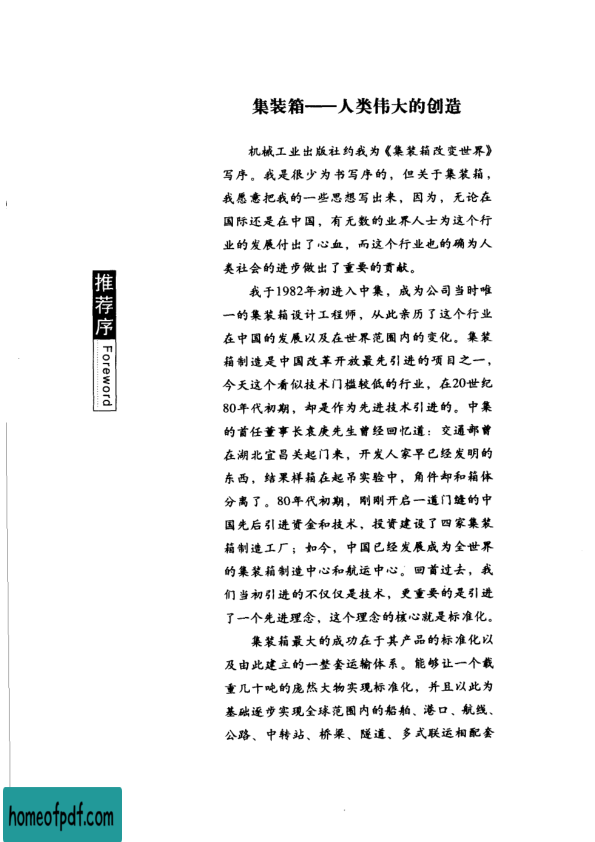 集装箱——人类伟大的创造
机械工业出版社约我为《集装箱改变世界》
写序。我是很少为书写序的，但关于集装箱，
我愿意把我的一些思想写出来，因为，无论在
国际还是在中国，有无数的业界人士为这个行
业的发展付出了心血，而这个行业也的确为人
类社会的进步做出了重要的贡献。
我于1982年初进入中集，成为公司当时唯
一的集装箱设计工程师，从此亲历了这个行业
在中国的发展以及在世界范围内的变化。集装
箱制造是中国改革开放最先引进的项目之一，
今天这个看似技术门槛较低的行业，在20世纪
80年代初期，却是作为先进技术引进的。中集
的首任董事长袁庚先生曾经回忆道：交通部曾
在湖北宜昌关起门来，开发人家早已经发明的
东西，结果样箱在起吊实验中，角件却和箱体
分离了。80年代初期，刚刚开启一道门缝的中
国先后引进资金和技术，投资建设了四家集装
箱制造工厂；如今，中国已经发展成为全世界
的集装箱制造中心和航运中心。回首过去，我
们当初引进的不仅仅是技术，更重要的是引进
了一个先进理念，这个理念的核心就是标准化。
集装箱最大的成功在于其产品的标准化以
及由此建立的一整套运输体系。能够让一个载
重几十吨的庞然大物实现标准化，并且以此为
基础逐步实现全球范围内的船舶、港口、航线、
公路、中转站、桥梁、隧道、多式联运相配套
推荐序
Foreword
homeofpdf.com